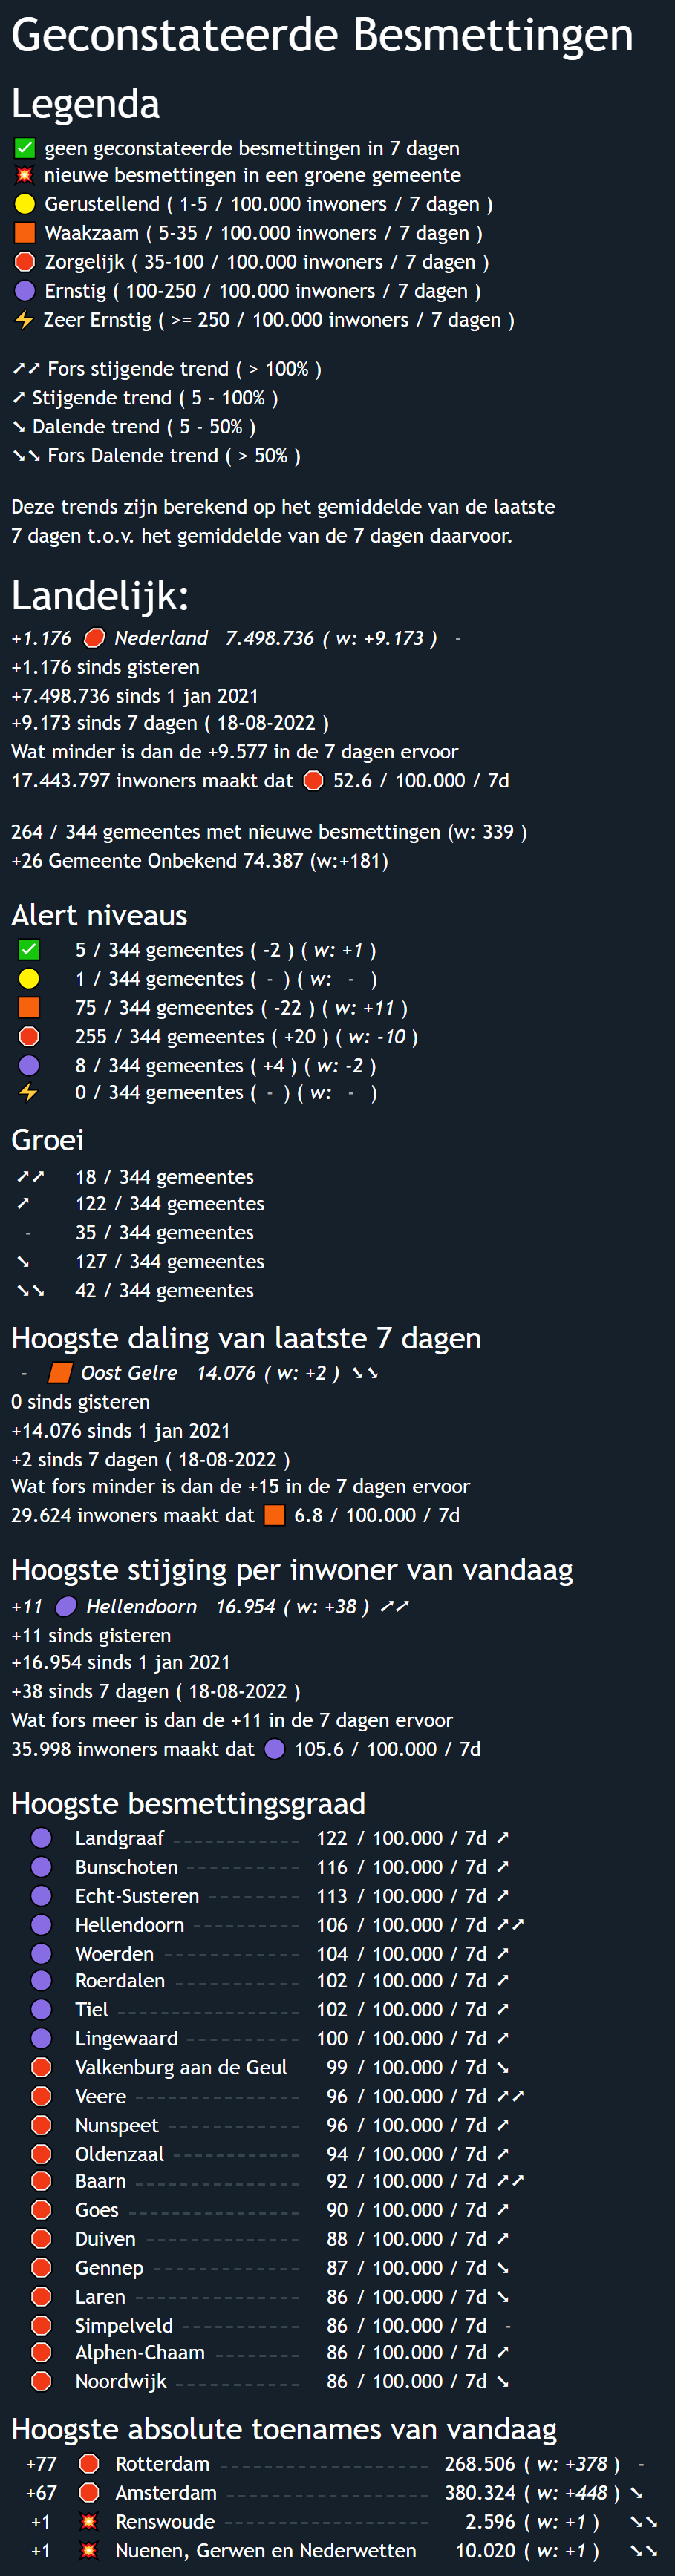 Geconstateerde Besmettingen
Legenda
✅ geen geconstateerde besmettingen in 7 dagen
💥 nieuwe besmettingen in een groene gemeente
🟡 Gerustellend ( 1-5 / 100.000 inwoners / 7 dagen )
🟧 Waakzaam ( 5-35 / 100.000 inwoners / 7 dagen )
🛑 Zorgelijk ( 35-100 / 100.000 inwoners / 7 dagen )
🟣 Ernstig ( 100-250 / 100.000 inwoners / 7 dagen )
⚡ Zeer Ernstig ( >= 250 / 100.000 inwoners / 7 dagen )
➚➚ Fors stijgende trend ( > 100% )
➚ Stijgende trend ( 5 - 100% )
➘ Dalende trend ( 5 - 50% )
➘➘ Fors Dalende trend ( > 50% )
Deze trends zijn berekend op het gemiddelde van de laatste
7 dagen t.o.v. het gemiddelde van de 7 dagen daarvoor.
Landelijk:
+1.176 🛑 Nederland 7.498.736 ( w: +9.173 ) -
+1.176 sinds gisteren
+7.498.736 sinds 1 jan 2021
+9.173 sinds 7 dagen ( 18-08-2022 )
Wat minder is dan de +9.577 in de 7 dagen ervoor
17.443.797 inwoners maakt dat 🛑 52.6 / 100.000 / 7d
264 / 344 gemeentes met nieuwe besmettingen (w: 339 )
+26 Gemeente Onbekend 74.387 (w:+181)
Alert niveaus
✅ 5 / 344 gemeentes ( -2 ) ( w: +1 )
🟡 1 / 344 gemeentes ( - ) ( w: - )
🟧 75 / 344 gemeentes ( -22 ) ( w: +11 )
🛑 255 / 344 gemeentes ( +20 ) ( w: -10 )
🟣 8 / 344 gemeentes ( +4 ) ( w: -2 )
⚡ 0 / 344 gemeentes ( - ) ( w: - )
Groei
➚➚ 18 / 344 gemeentes
➚ 122 / 344 gemeentes
- 35 / 344 gemeentes
➘ 127 / 344 gemeentes
➘➘ 42 / 344 gemeentes
Hoogste daling van laatste 7 dagen
- 🟧 Oost Gelre 14.076 ( w: +2 ) ➘➘
0 sinds gisteren
+14.076 sinds 1 jan 2021
+2 sinds 7 dagen ( 18-08-2022 )
Wat fors minder is dan de +15 in de 7 dagen ervoor
29.624 inwoners maakt dat 🟧 6.8 / 100.000 / 7d
Hoogste stijging per inwoner van vandaag
+11 🟣 Hellendoorn 16.954 ( w: +38 ) ➚➚
+11 sinds gisteren
+16.954 sinds 1 jan 2021
+38 sinds 7 dagen ( 18-08-2022 )
Wat fors meer is dan de +11 in de 7 dagen ervoor
35.998 inwoners maakt dat 🟣 105.6 / 100.000 / 7d
Hoogste besmettingsgraad
🟣 Landgraaf 122 / 100.000 / 7d ➚
🟣 Bunschoten 116 / 100.000 / 7d ➚
🟣 Echt-Susteren 113 / 100.000 / 7d ➚
🟣 Hellendoorn 106 / 100.000 / 7d ➚➚
🟣 Woerden 104 / 100.000 / 7d ➚
🟣 Roerdalen 102 / 100.000 / 7d ➚
🟣 Tiel 102 / 100.000 / 7d ➚
🟣 Lingewaard 100 / 100.000 / 7d ➚
🛑 Valkenburg aan de Geul 99 / 100.000 / 7d ➘
🛑 Veere 96 / 100.000 / 7d ➚➚
🛑 Nunspeet 96 / 100.000 / 7d ➚
🛑 Oldenzaal 94 / 100.000 / 7d ➚
🛑 Baarn 92 / 100.000 / 7d ➚➚
🛑 Goes 90 / 100.000 / 7d ➚
🛑 Duiven 88 / 100.000 / 7d ➚
🛑 Gennep 87 / 100.000 / 7d ➘
🛑 Laren 86 / 100.000 / 7d ➘
🛑 Simpelveld 86 / 100.000 / 7d -
🛑 Alphen-Chaam 86 / 100.000 / 7d ➚
🛑 Noordwijk 86 / 100.000 / 7d ➘
Hoogste absolute toenames van vandaag
+77 🛑 Rotterdam 268.506 ( w: +378 ) -
+67 🛑 Amsterdam 380.324 ( w: +448 ) ➘
+1 💥 Renswoude 2.596 ( w: +1 ) ➘➘
+1 💥 Nuenen, Gerwen en Nederwetten 10.020 ( w: +1 ) ➘➘